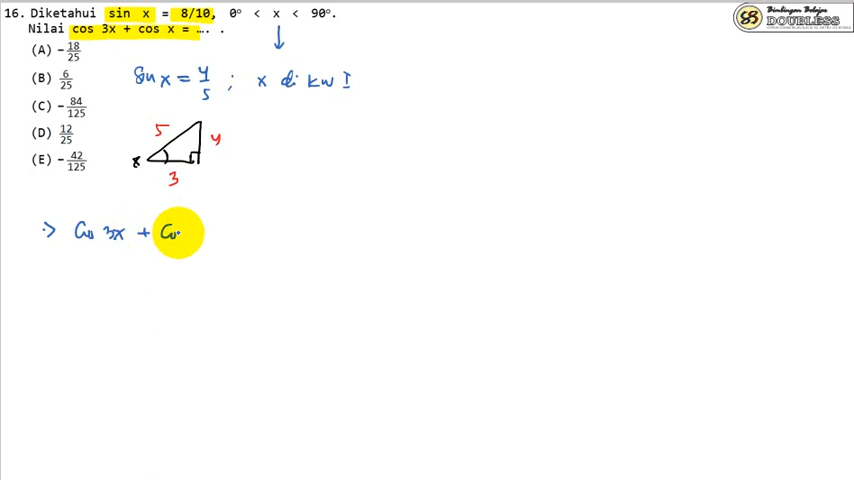 16. Diketahui sin x = 8/10, 0° < x < 90°.
Nilai cos 3x + cos x = …. .
(A) -18/25
(B) 6/25
(C) -84/125
(D) 12/25
(E) -42/125
Sin x = 4/5 ; x di kw I
5
4
x
3
=> Cos 3x + Cos
Bimbingan Belajar
DOUBLESS